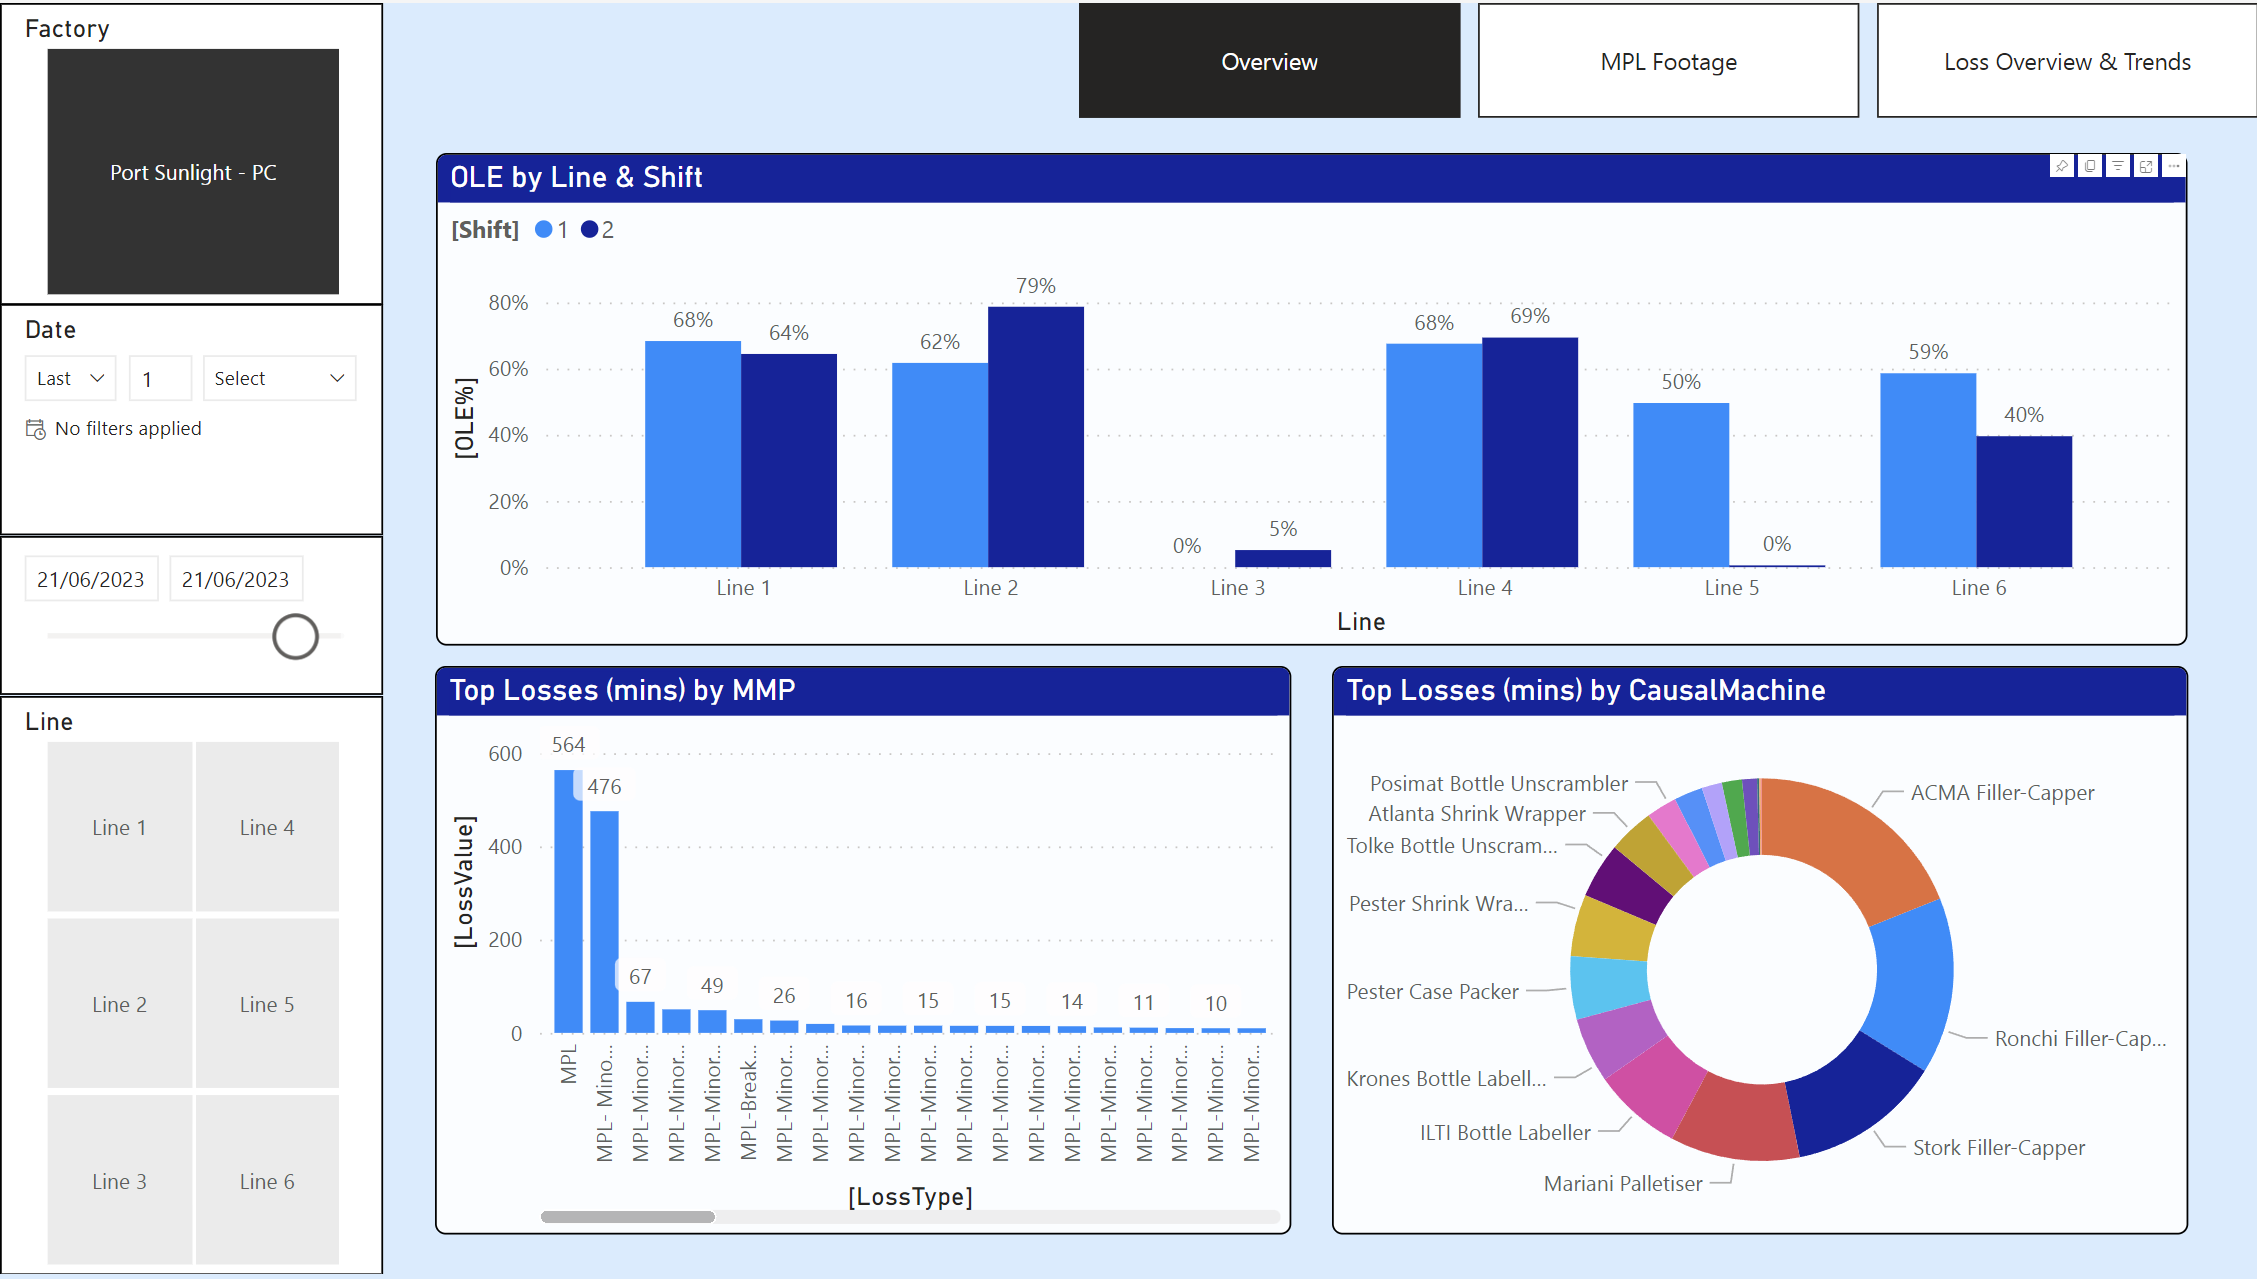 Factory
Port Sunlight - PC
Date
Last 1 Select
No filters applied
21/06/2023 21/06/2023
Line
Line 1 Line 4
Line 2 Line 5
Line 3 Line 6
Overview
MPL Footage
Loss Overview & Trends
OLE by Line & Shift
[Shift] 1 2
[OLE%]
80%
60%
40%
20%
0%
68%
64%
62%
79%
0%
5%
68%
69%
50%
0%
59%
40%
Line 1
Line 2
Line 3
Line 4
Line 5
Line 6
Line
Top Losses (mins) by MMP
[LossValue]
600
400
200
0
564
476
67
49
26
16
15
15
14
11
10
MPL
MPL- Mino...
MPL-Minor...
MPL-Minor...
MPL-Minor...
MPL-Break...
MPL-Minor...
MPL-Minor...
MPL-Minor...
MPL-Minor...
MPL-Minor...
MPL-Minor...
MPL-Minor...
MPL-Minor...
MPL-Minor...
MPL-Minor...
MPL-Minor...
MPL-Minor...
MPL-Minor...
MPL-Minor...
[LossType]
Top Losses (mins) by CausalMachine
Posimat Bottle Unscrambler
Atlanta Shrink Wrapper
Tolke Bottle Unscram...
Pester Shrink Wra...
Pester Case Packer
Krones Bottle Labell...
ILTI Bottle Labeller
Mariani Palletiser
ACMA Filler-Capper
Ronchi Filler-Cap...
Stork Filler-Capper